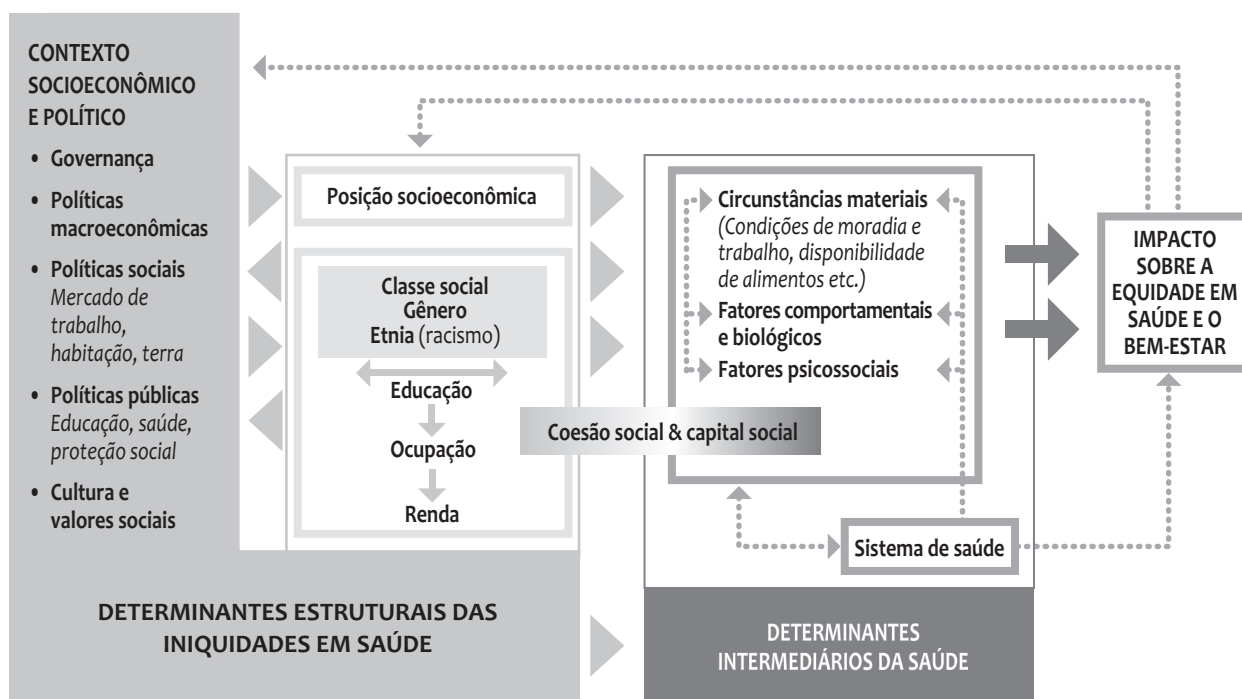 CONTEXTO
SOCIOECONÔMICO
E POLÍTICO
• Governança
• Políticas
macroeconômicas
• Políticas sociais
Mercado de
trabalho,
habitação, terra
• Políticas públicas
Educação, saúde,
proteção social
• Cultura e
valores sociais
Posição socioeconômica
Classe social
Gênero
Etnia (racismo)
Educação
Ocupação
Renda
Coesão social & capital social
Circunstâncias materiais
(Condições de moradia e
trabalho, disponibilidade
de alimentos etc.)
Fatores comportamentais
e biológicos
Fatores psicossociais
Sistema de saúde
IMPACTO
SOBRE A
EQUIDADE EM
SAÚDE E O
BEM-ESTAR
DETERMINANTES ESTRUTURAIS DAS
INIQUIDADES EM SAÚDE
DETERMINANTES
INTERMEDIÁRIOS DA SAÚDE